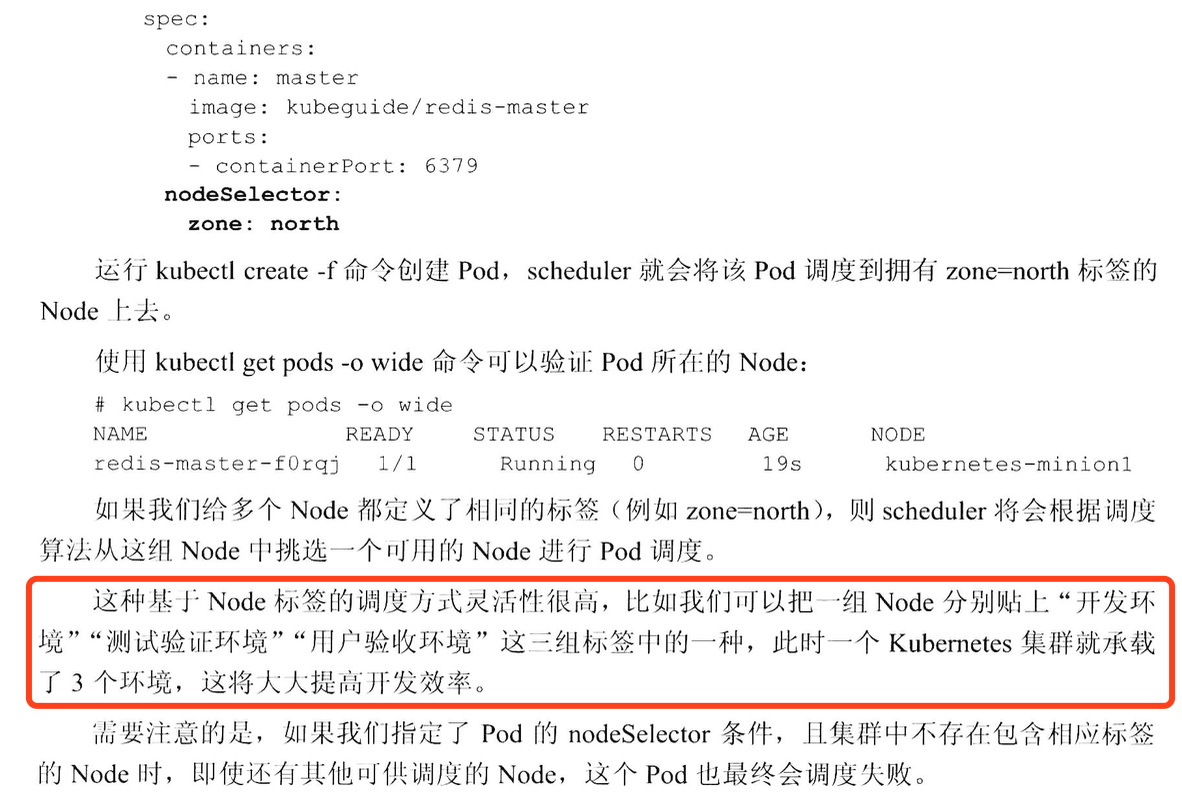 spec:
containers:
- name: master
image: kubeguide/redis-master
ports:
- containerPort: 6379
nodeSelector:
zone: north
运行 kubectl create -f 命令创建 Pod，scheduler 就会将该 Pod 调度到拥有 zone=north 标签的
Node 上去。
使用 kubectl get pods -o wide 命令可以验证 Pod 所在的 Node：
# kubectl get pods -o wide
NAME READY STATUS RESTARTS AGE NODE
redis-master-f0rqj 1/1 Running 0 19s kubernetes-minion1
如果我们给多个 Node 都定义了相同的标签（例如 zone=north），则 scheduler 将会根据调度
算法从这组 Node 中挑选一个可用的 Node 进行 Pod 调度。
这种基于 Node 标签的调度方式灵活性很高，比如我们可以把一组 Node 分别贴上“开发环
境”“测试验证环境”“用户验收环境”这三组标签中的一种，此时一个 Kubernetes 集群就承载
了 3 个环境，这将大大提高开发效率。
需要注意的是，如果我们指定了 Pod 的 nodeSelector 条件，且集群中不存在包含相应标签
的 Node 时，即使还有其他可供调度的 Node，这个 Pod 也最终会调度失败。